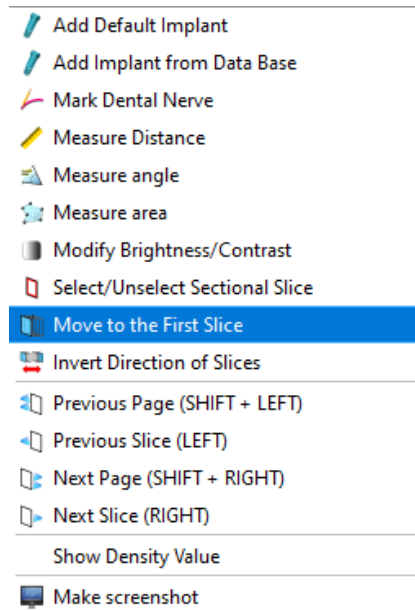 Add Default Implant
Add Implant from Data Base
Mark Dental Nerve
Measure Distance
Measure angle
Measure area
Modify Brightness/Contrast
Select/Unselect Sectional Slice
Move to the First Slice
Invert Direction of Slices
Previous Page (SHIFT + LEFT)
Previous Slice (LEFT)
Next Page (SHIFT + RIGHT)
Next Slice (RIGHT)
Show Density Value
Make screenshot